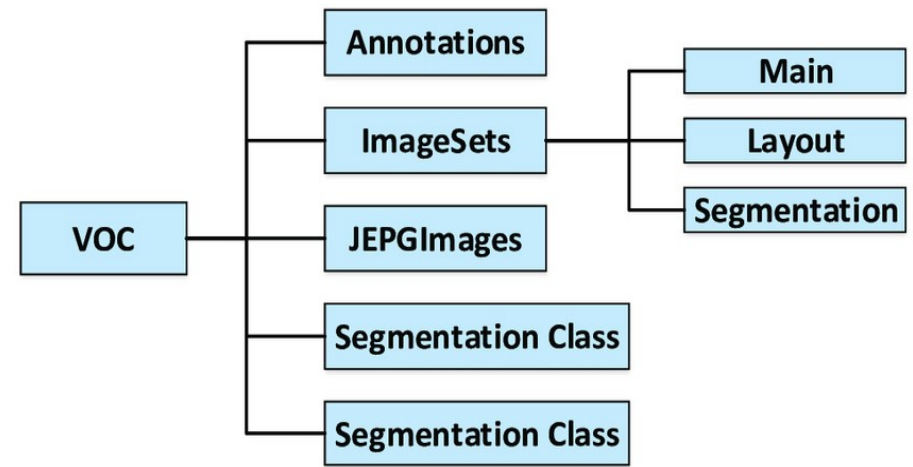 VOC
Annotations
ImageSets
JEPGImages
Segmentation Class
Segmentation Class
Main
Layout
Segmentation